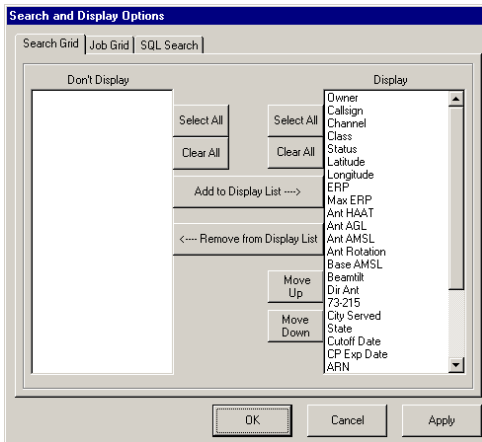 Search and Display Options
Search Grid
Job Grid
SQL Search
Don't Display
Display
Select All
Clear All
Select All
Clear All
Add to Display List ---->
<---- Remove from Display List
Move
Up
Move
Down
Owner
Callsign
Channel
Class
Status
Latitude
Longitude
ERP
Max ERP
Ant HAAT
Ant AGL
Ant AMSL
Ant Rotation
Base AMSL
Beamtilt
Dir Ant
73-215
City Served
State
Cutoff Date
CP Exp Date
ARN
OK
Cancel
Apply